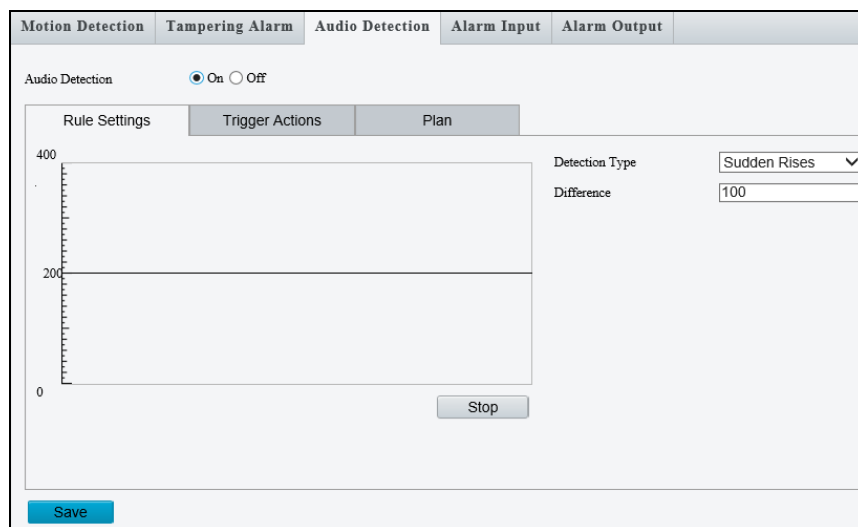 Motion Detection Tampering Alarm Audio Detection Alarm Input Alarm Output
Audio Detection On Off
Rule Settings Trigger Actions Plan
400
Detection Type Sudden Rises
Difference 100
200
0
Stop
Save